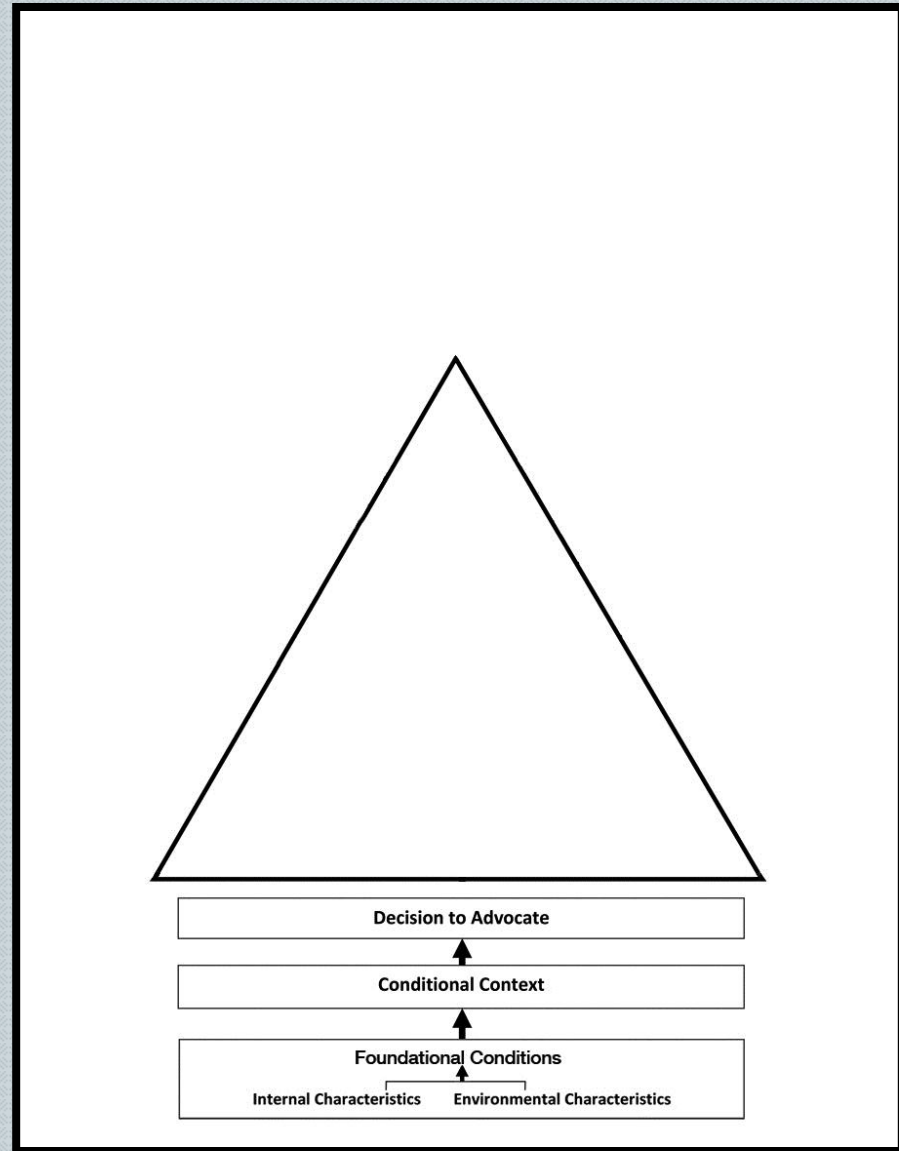 Decision to Advocate
Conditional Context
Foundational Conditions
Internal Characteristics Environmental Characteristics